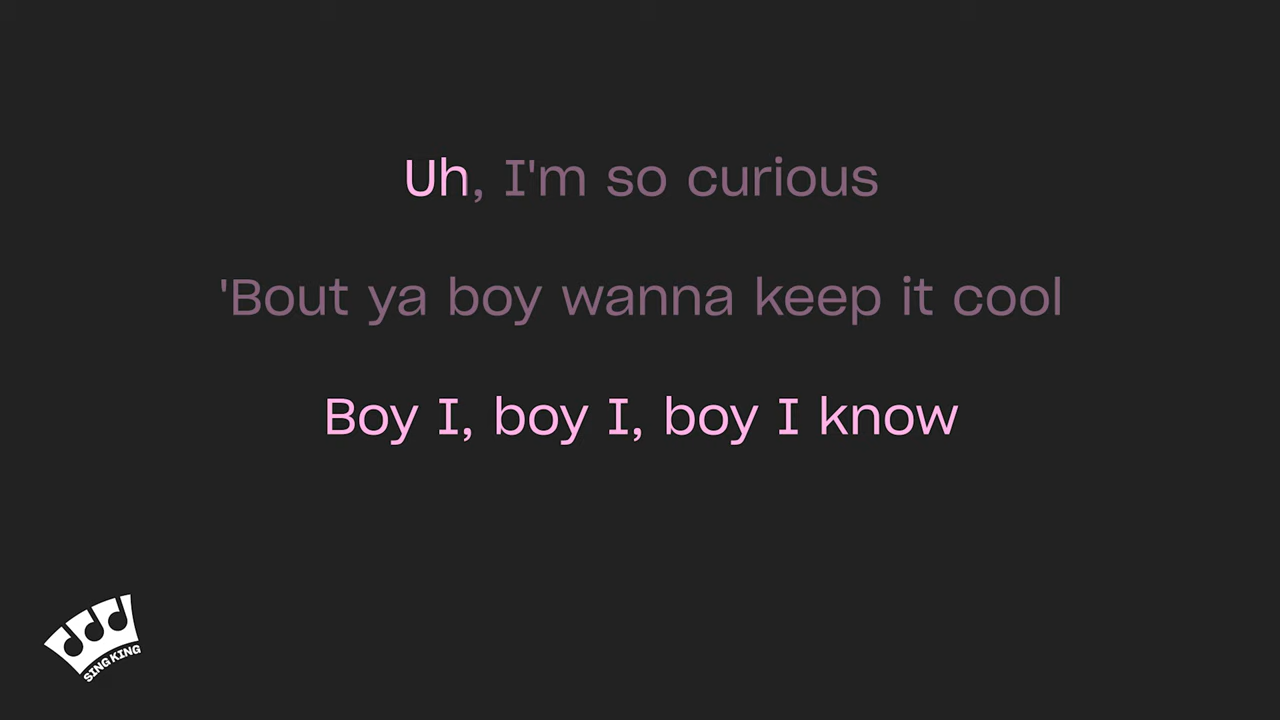 Uh, I'm so curious
'Bout ya boy wanna keep it cool
Boy I, boy I, boy I know
SING KING